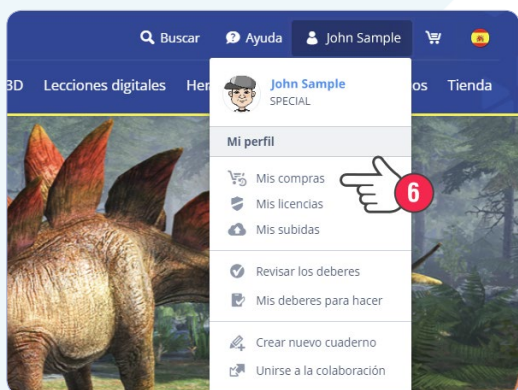 Buscar Ayuda John Sample
3D Lecciones digitales Her os Tienda
John Sample
SPECIAL
Mi perfil
Mis compras
6
Mis licencias
Mis subidas
Revisar los deberes
Mis deberes para hacer
Crear nuevo cuaderno
Unirse a la colaboración